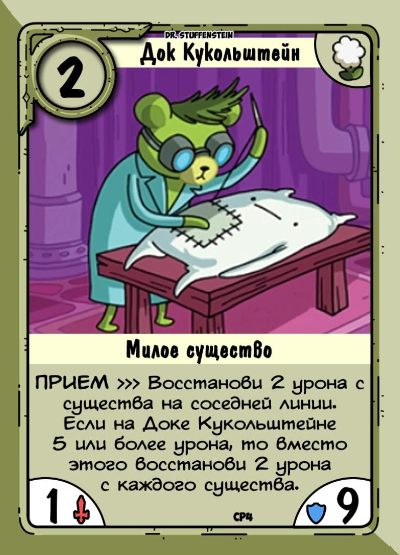 DR. STUFFENSTEIN
Док Кукольштейн
2
Милое существо
ПРИЕМ >>> Восстанови 2 урона с
существа на соседней линии.
Если на Доке Кукольштейне
5 или более урона, то вместо
этого восстанови 2 урона
с каждого существа.
1
СР4
9